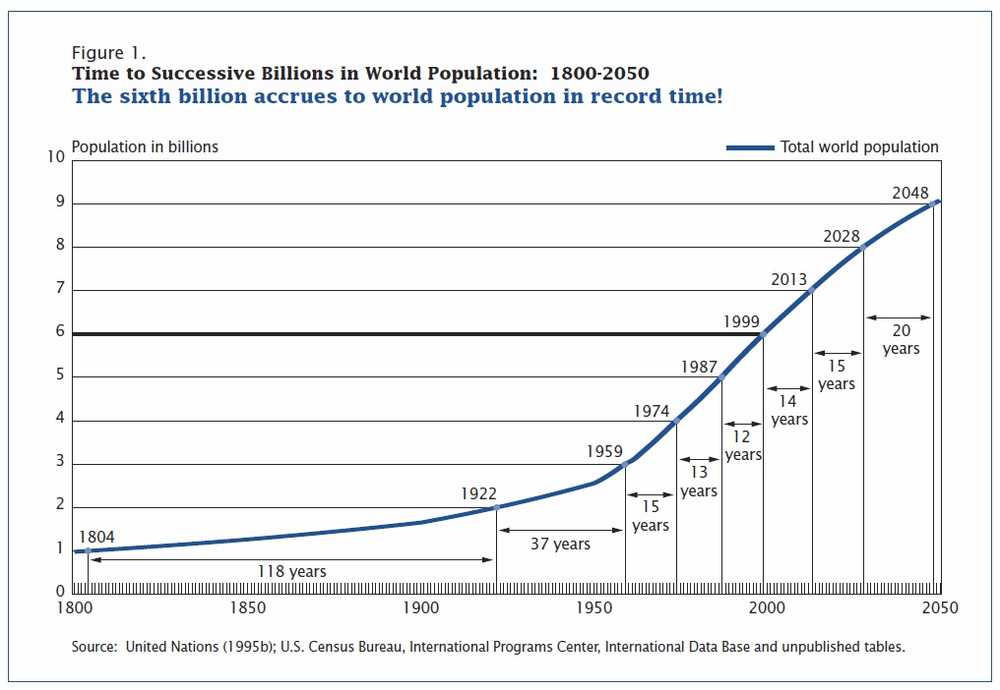 Figure 1.
Time to Successive Billions in World Population: 1800-2050
The sixth billion accrues to world population in record time!
Population in billions
Total world population
10
9
8
7
6
5
4
3
2
1
0
2048
2028
2013
1999
1987
1974
1959
1922
1804
20
years
15
years
14
years
12
years
13
years
15
years
37 years
118 years
1800
1850
1900
1950
2000
2050
Source: United Nations (1995b); U.S. Census Bureau, International Programs Center, International Data Base and unpublished tables.